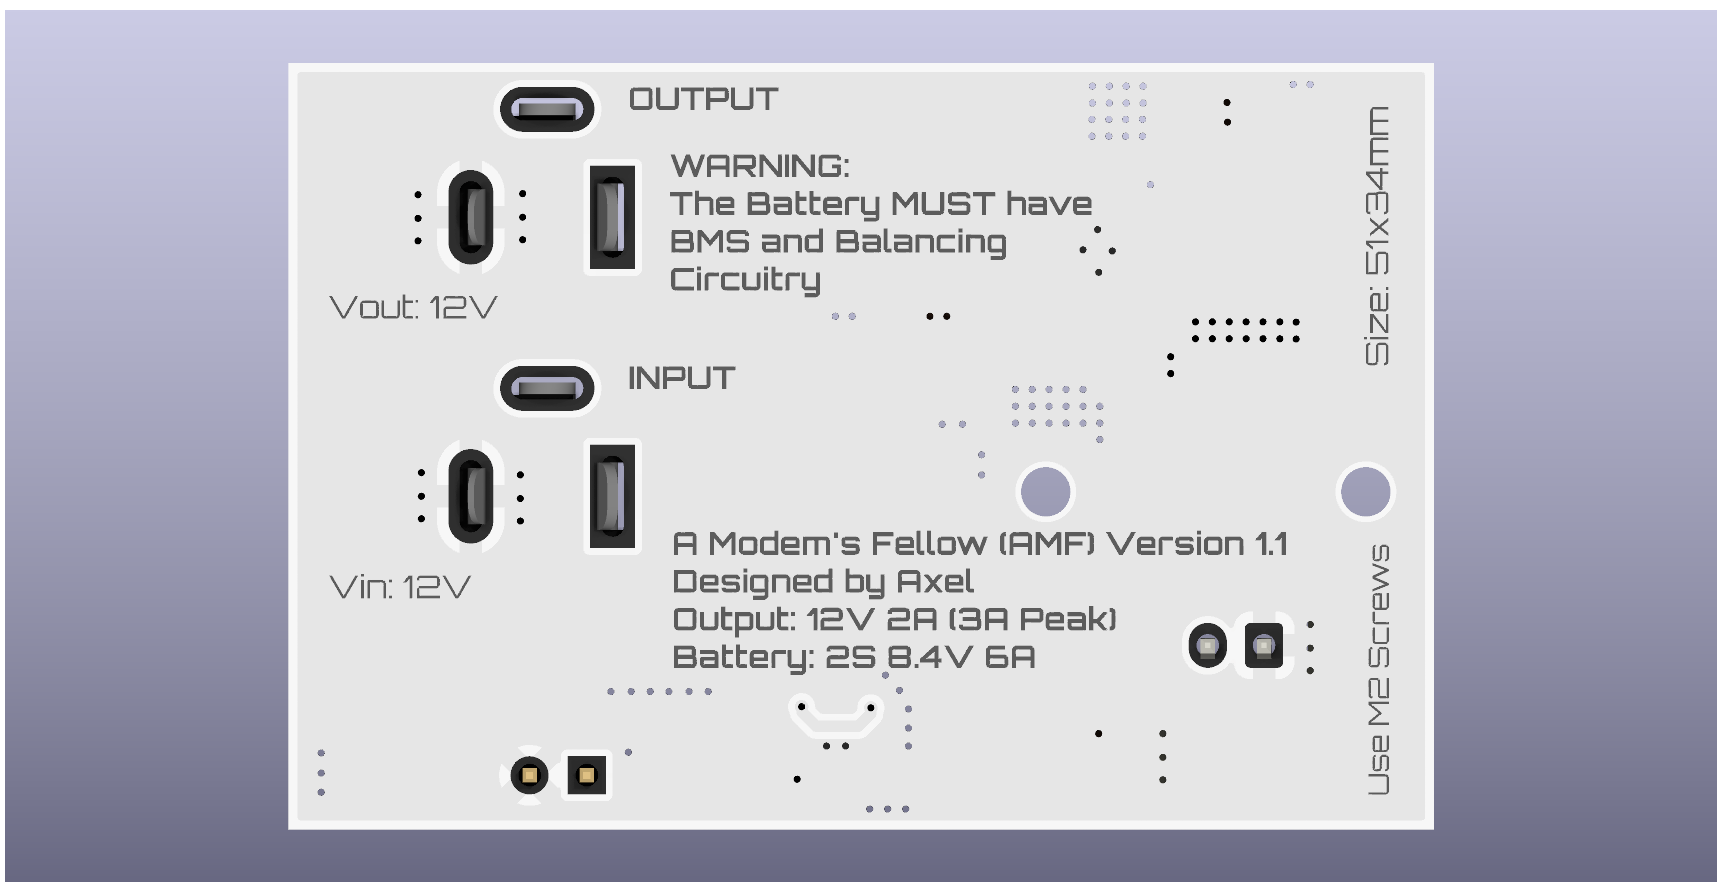 OUTPUT
WARNING:
The Battery MUST have
BMS and Balancing
Circuitry
Vout: 12V
Size: 51x34mm
INPUT
A Modem's Fellow (AMF) Version 1.1
Designed by Axel
Output: 12V 2A (3A Peak)
Battery: 2S 8.4V 6A
Vin: 12V
Use M2 Screws